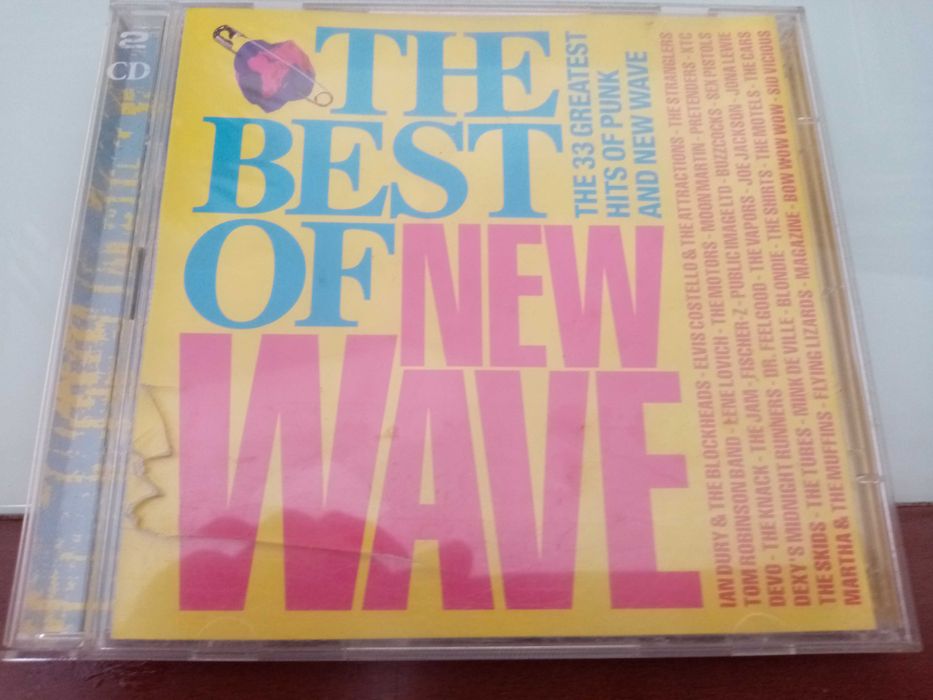 2
CD
THE
BEST
OF NEW
WAVE
THE 33 GREATEST
HITS OF PUNK
AND NEW WAVE
IAN DURY & THE BLOCKHEADS - ELVIS COSTELLO & THE ATTRACTIONS - THE STRANGLERS
TOM ROBINSON BAND - LENE LOVICH - THE MOTORS - MOON MARTIN - PRETENDERS - XTC
DEVO - THE KNACK - THE JAM - FISCHER-Z - PUBLIC IMAGE LTD - BUZZCOCKS - SEX PISTOLS
DEXY'S MIDNIGHT RUNNERS - DR. FEELGOOD - THE VAPORS - JOE JACKSON - JONA LEWIE
THE SKIDS - THE TUBES - MINK DE VILLE - BLONDIE - THE SHIRTS - THE MOTELS - THE CARS
MARTHA & THE MUFFINS - FLYING LIZARDS - MAGAZINE - BOW WOW WOW - SID VICIOUS